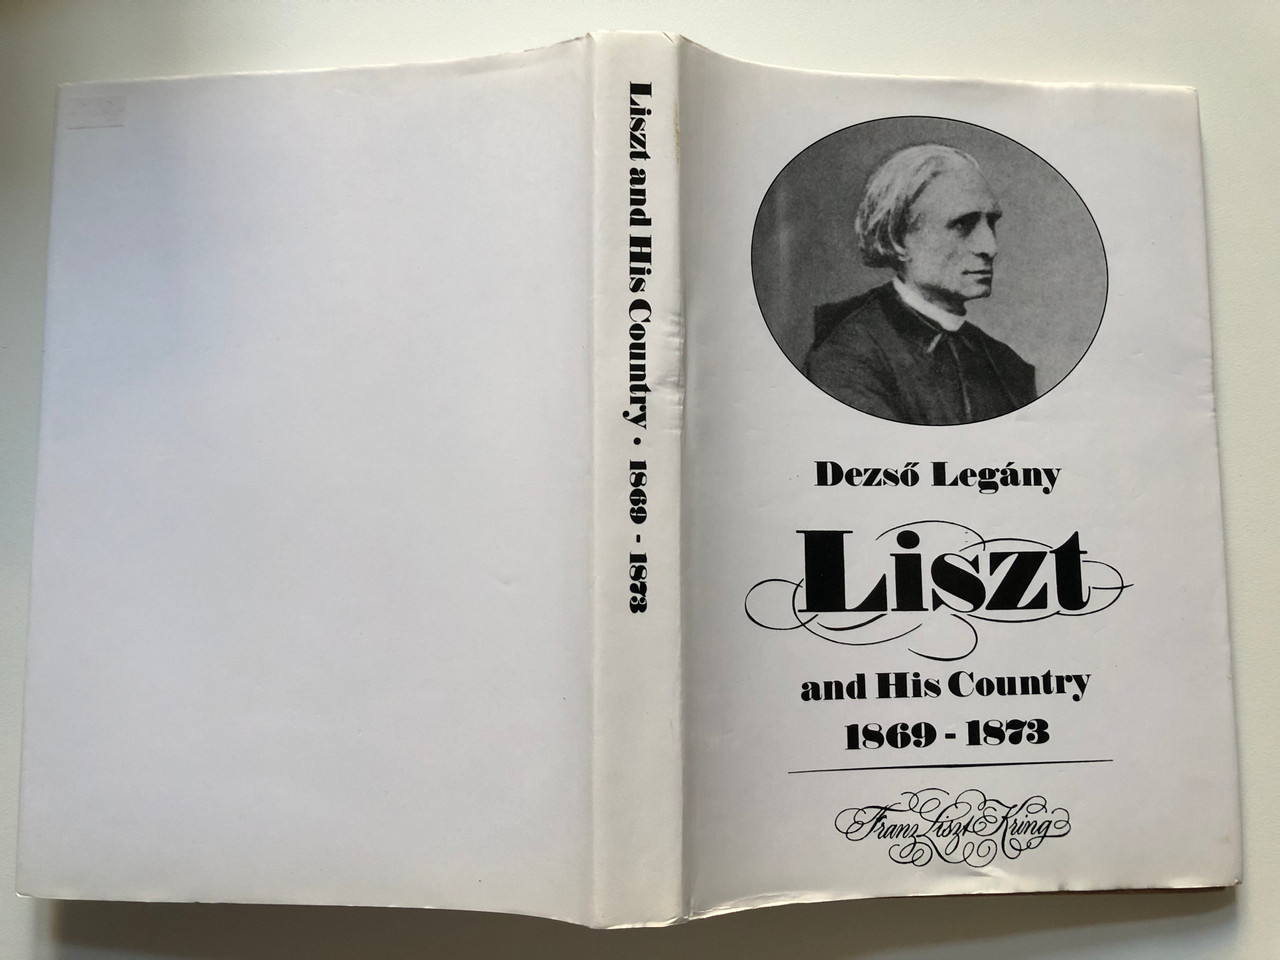 Liszt and His Country · 1869 - 1873
Dezső Legány
Liszt
and His Country
1869 - 1873
Franz Liszt Kring